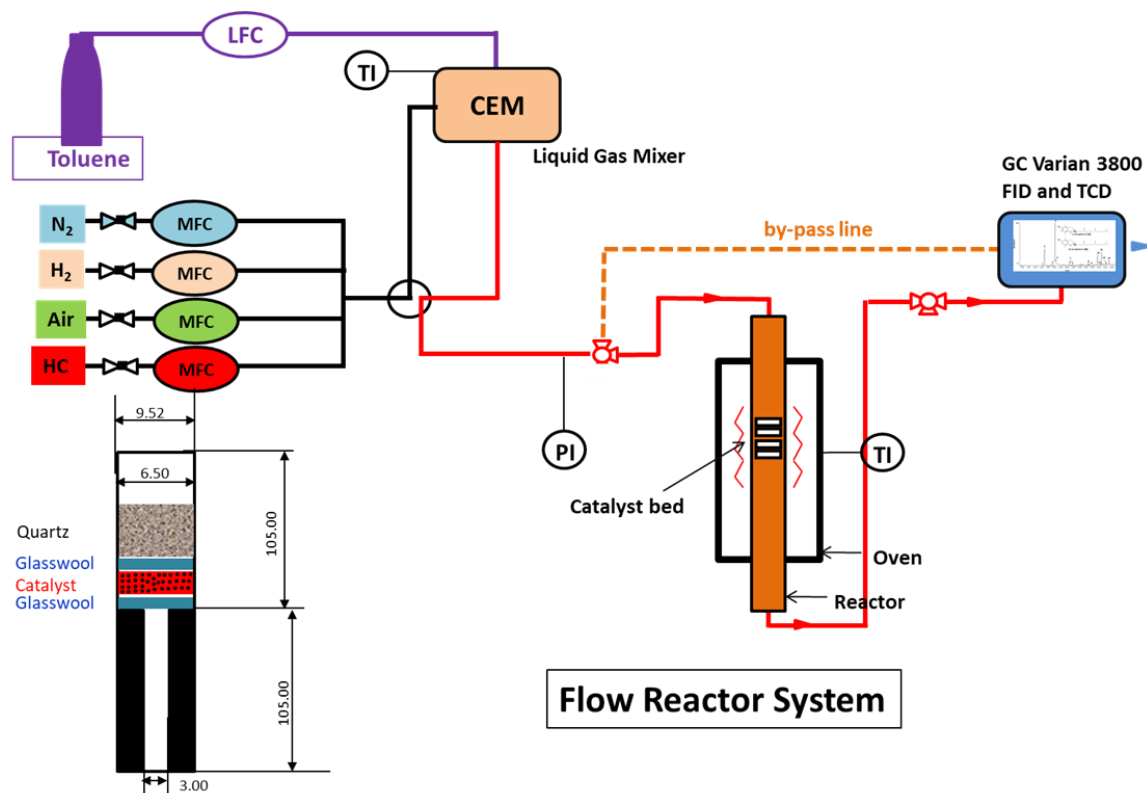 LFC
TI
CEM
Toluene
Liquid Gas Mixer
GC Varian 3800
FID and TCD
N2
MFC
by-pass line
H2
MFC
Air
MFC
HC
MFC
9.52
PI
TI
6.50
Catalyst bed
105.00
Quartz
Glasswool
Catalyst
Glasswool
Oven
Reactor
105.00
Flow Reactor System
3.00